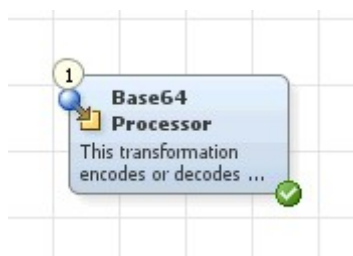 1
Base64
Processor
This transformation
encodes or decodes ...